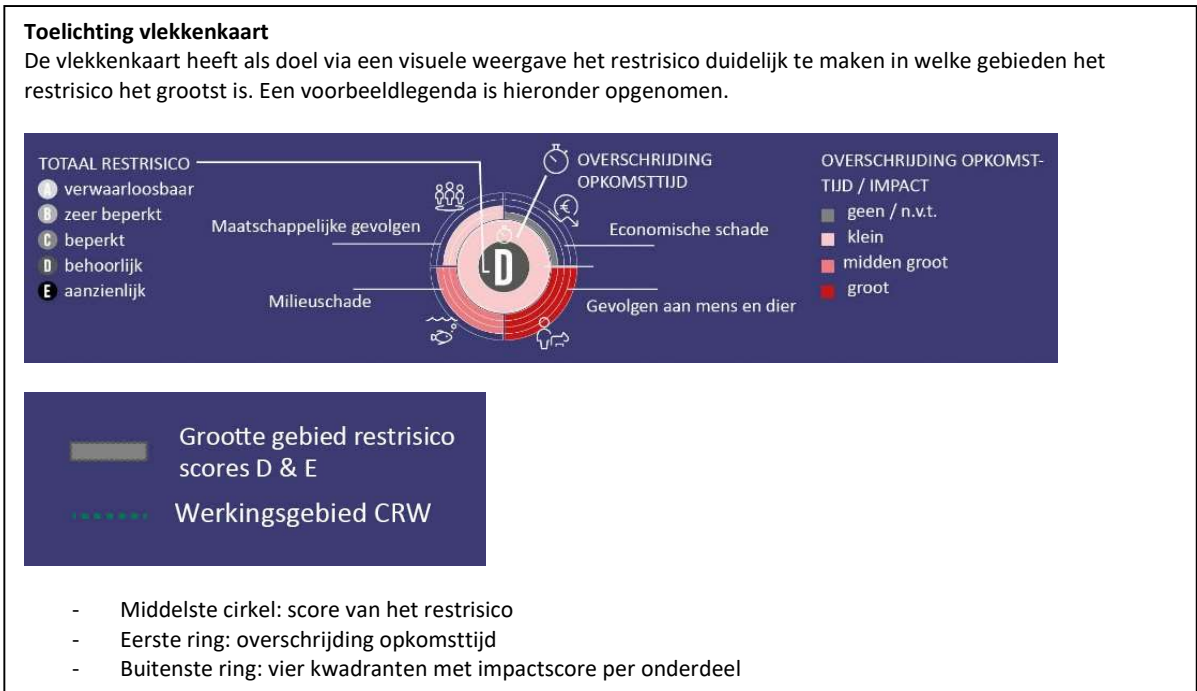 Toelichting vlekkenkaart
De vlekkenkaart heeft als doel via een visuele weergave het restrisico duidelijk te maken in welke gebieden het
restrisico het grootst is. Een voorbeeldlegenda is hieronder opgenomen.
TOTAAL RESTRISICO
A verwaarloosbaar
B zeer beperkt
C beperkt
D behoorlijk
E aanzienlijk
Maatschappelijke gevolgen
Milieuschade
D
€
OVERSCHRIJDING
OPKOMSTTIJD
Economische schade
Gevolgen aan mens en dier
OVERSCHRIJDING OPKOMST-
TIJD / IMPACT
geen / n.v.t.
klein
midden groot
groot
Grootte gebied restrisico
scores D & E
Werkingsgebied CRW
- Middelste cirkel: score van het restrisico
- Eerste ring: overschrijding opkomsttijd
- Buitenste ring: vier kwadranten met impactscore per onderdeel